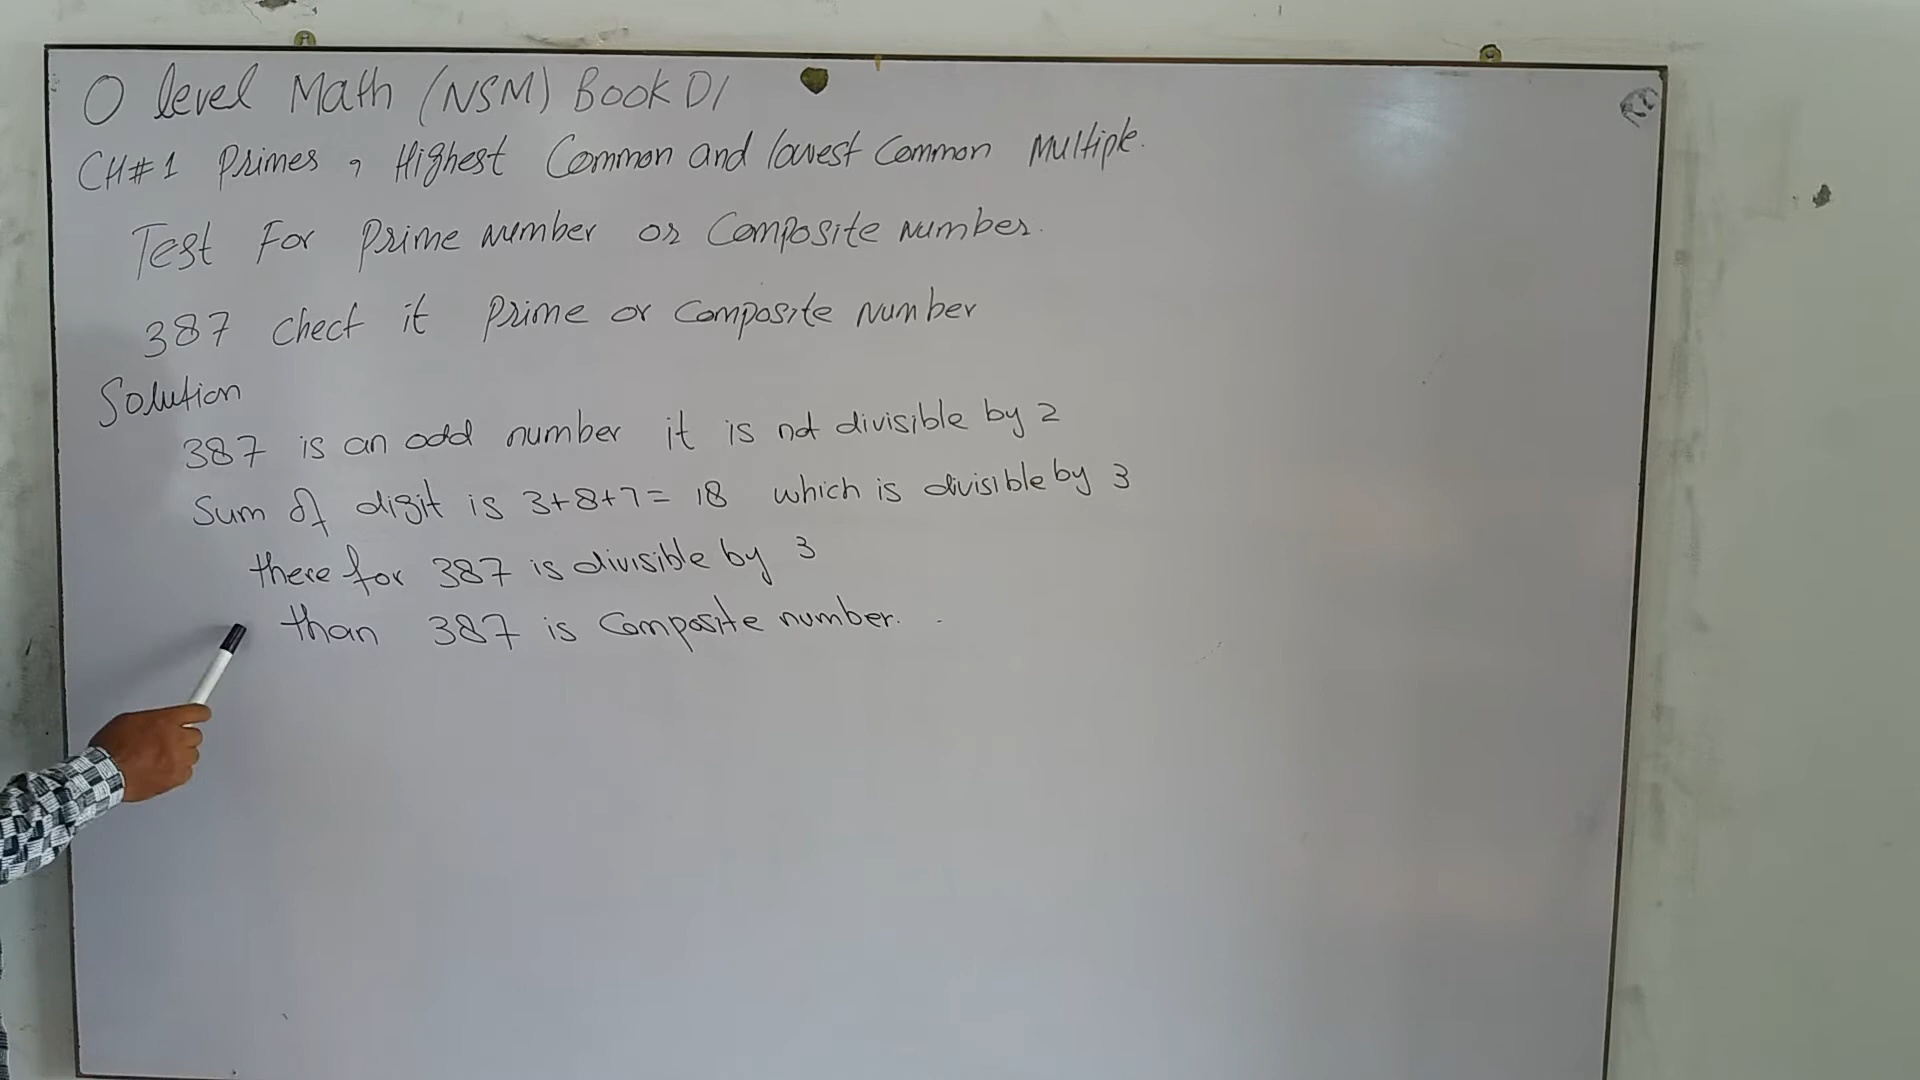 O level Math (NSM) Book D1
CH#1 Primes, Highest Common and lowest Common Multiple.
Test For Prime number or Composite number.
387 chect it Prime or Composite Number
Solution
387 is an odd number it is not divisible by 2
Sum of digit is 3+8+7= 18 which is divisible by 3
there for 387 is divisible by 3
than 387 is Composite number.